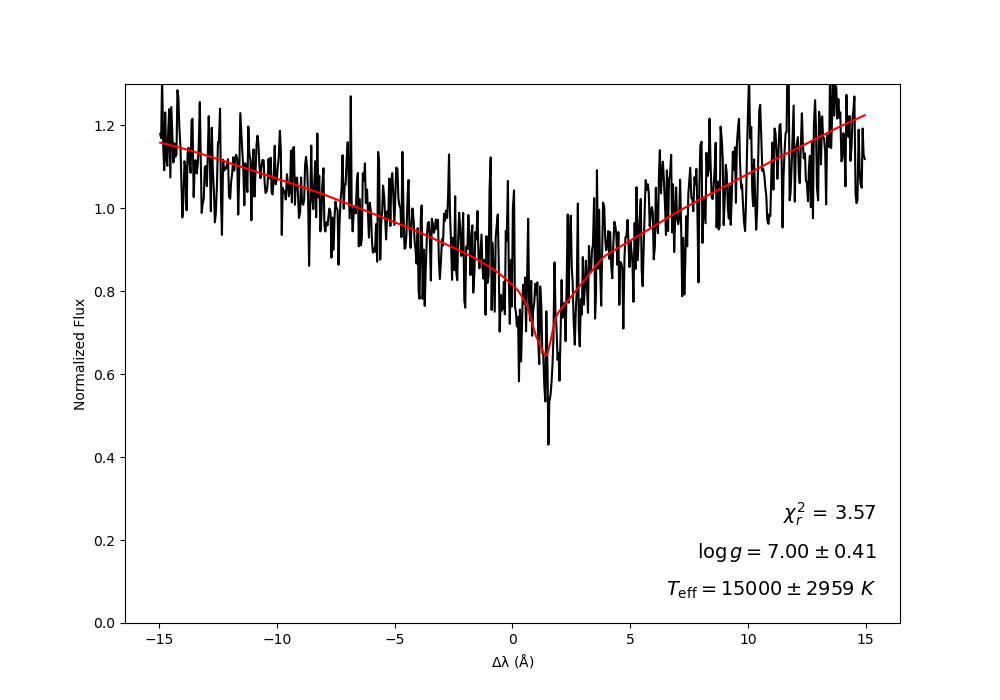 Normalized Flux
1.2
1.0
0.8
0.6
0.4
0.2
0.0
χ²ᵣ = 3.57
log g = 7.00 ± 0.41
T_eff = 15000 ± 2959 K
−15 −10 −5 0 5 10 15
Δλ (Å)